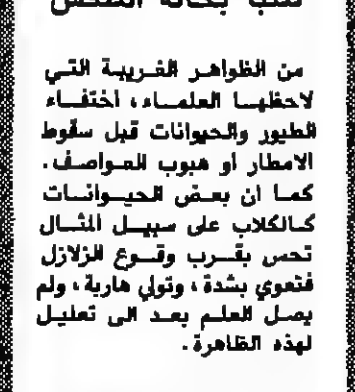 من الظواهر الغريبة التي
لاحظها العلماء، اختفاء
الطيور والحيوانات قبل سقوط
الامطار أو هبوب العواصف.
كما ان بعض الحيوانات
كالكلاب على سبيل المثال
تحس بقرب وقوع الزلازل
فتعوي بشدة، وتولي هاربة، ولم
يصل العلم بعد الى تعليل
لهذه الظاهرة.